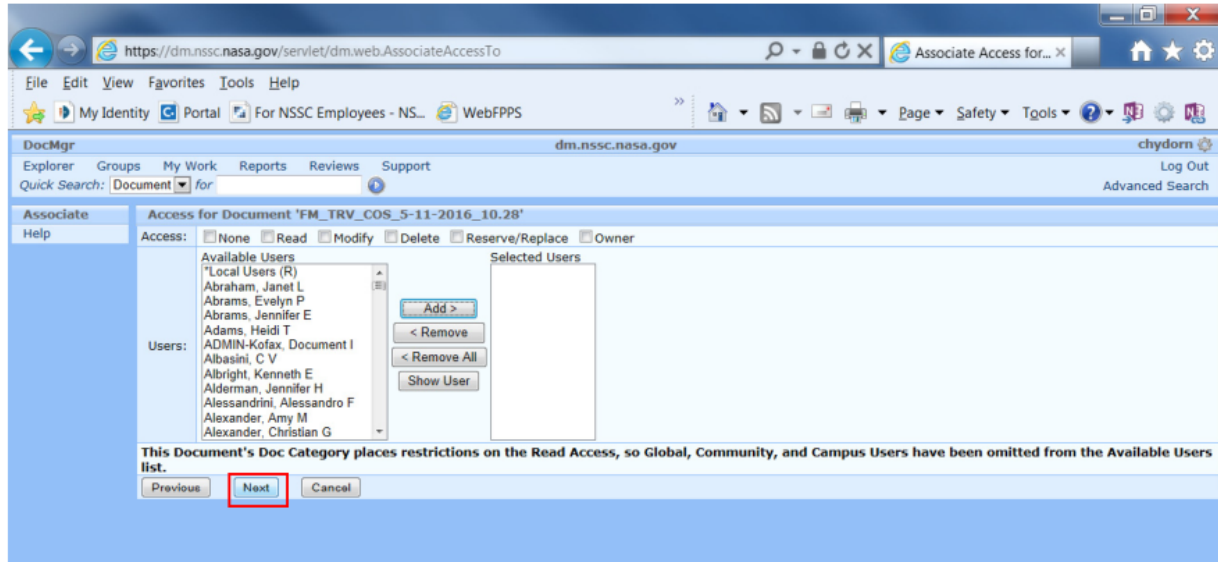 https://dm.nssc.nasa.gov/servlet/dm.web.AssociateAccessTo
Associate Access for...
File Edit View Favorites Tools Help
My Identity Portal For NSSC Employees - NS... WebFPPS
Page Safety Tools
DocMgr dm.nssc.nasa.gov chydorn
Explorer Groups My Work Reports Reviews Support Log Out
Quick Search: Document for Advanced Search
Associate Access for Document 'FM_TRV_COS_5-11-2016_10.28'
Help Access: None Read Modify Delete Reserve/Replace Owner
Available Users Selected Users
*Local Users (R)
Abraham, Janet L
Abrams, Evelyn P
Abrams, Jennifer E
Adams, Heidi T
ADMIN-Kofax, Document I
Albasini, C V
Albright, Kenneth E
Alderman, Jennifer H
Alessandrini, Alessandro F
Alexander, Amy M
Alexander, Christian G
Users:
Add >
< Remove
< Remove All
Show User
This Document's Doc Category places restrictions on the Read Access, so Global, Community, and Campus Users have been omitted from the Available Users
list.
Previous Next Cancel